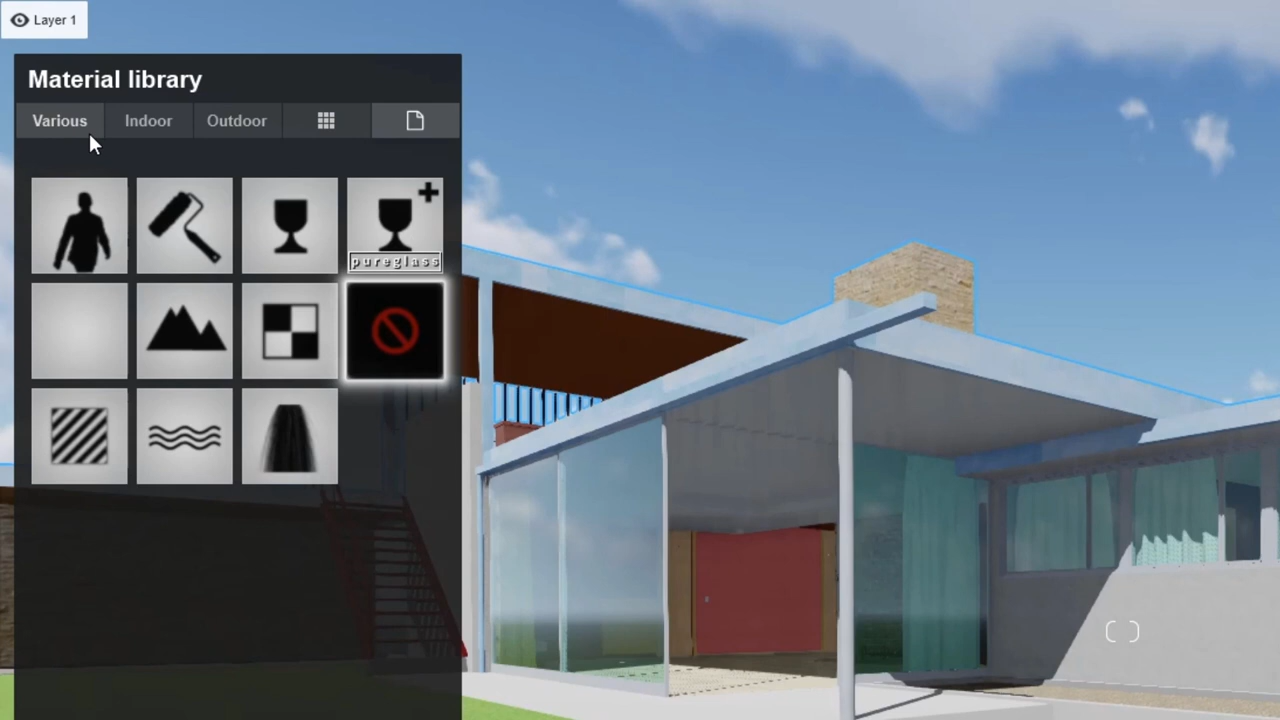 Layer 1
Material library
Various
Indoor
Outdoor
pureglass